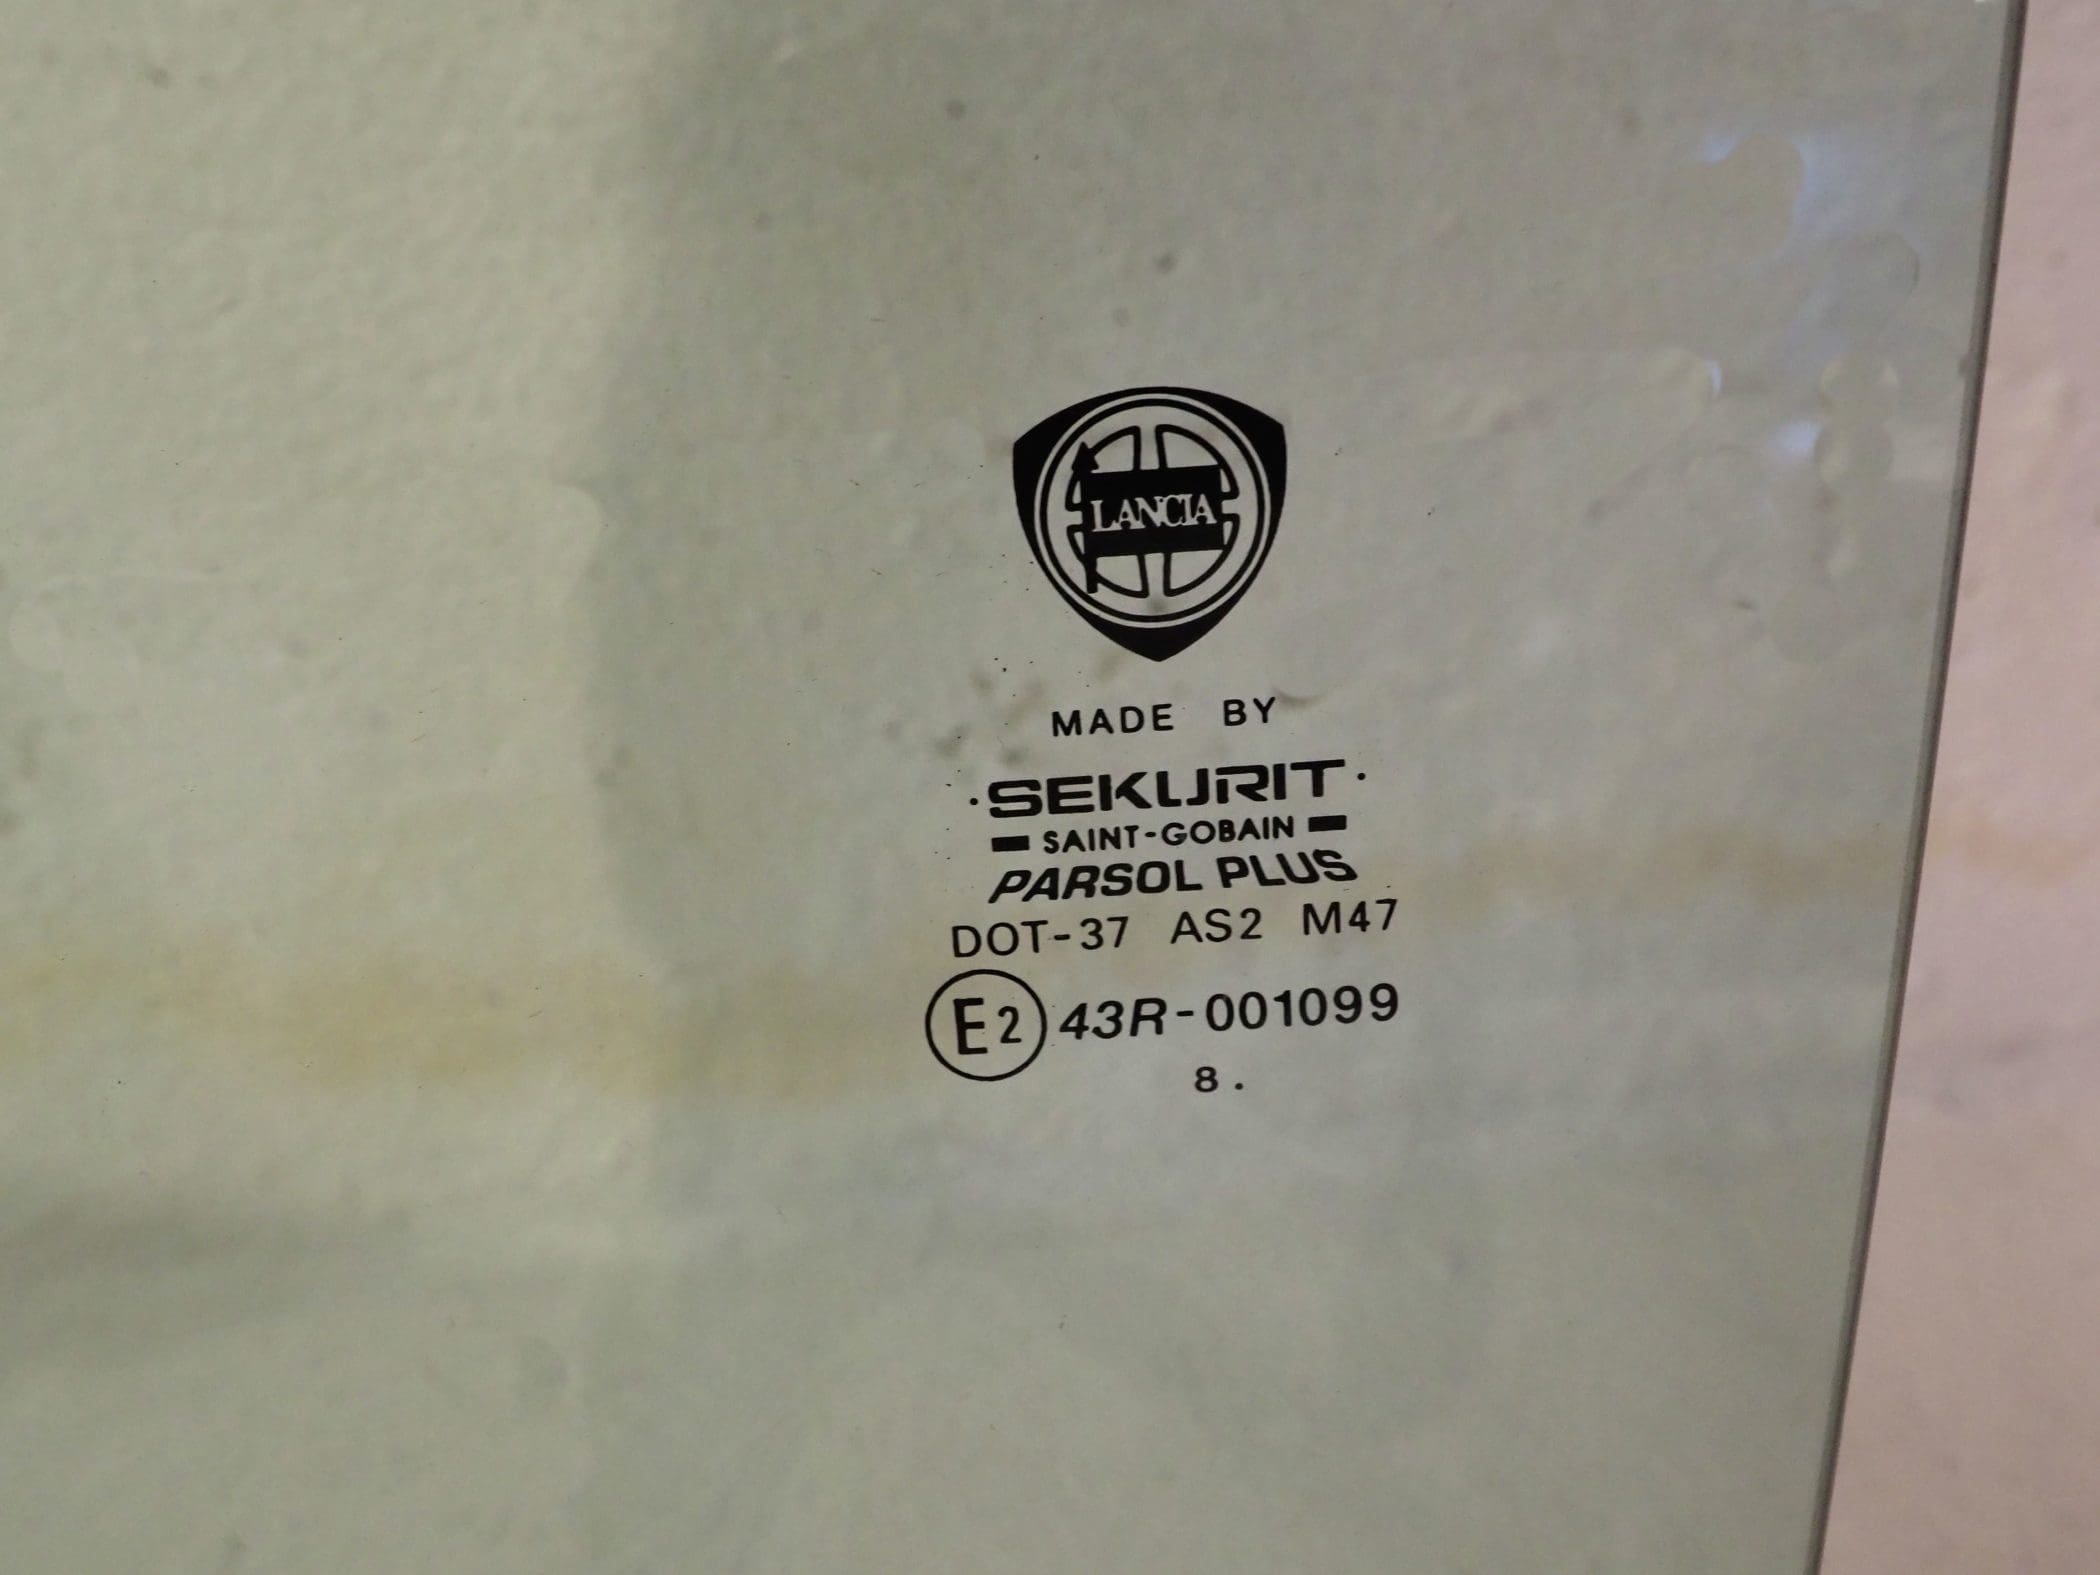 LANCIA
MADE BY
·SEKURIT·
SAINT-GOBAIN
PARSOL PLUS
DOT-37 AS2 M47
E2 43R-001099
8 .